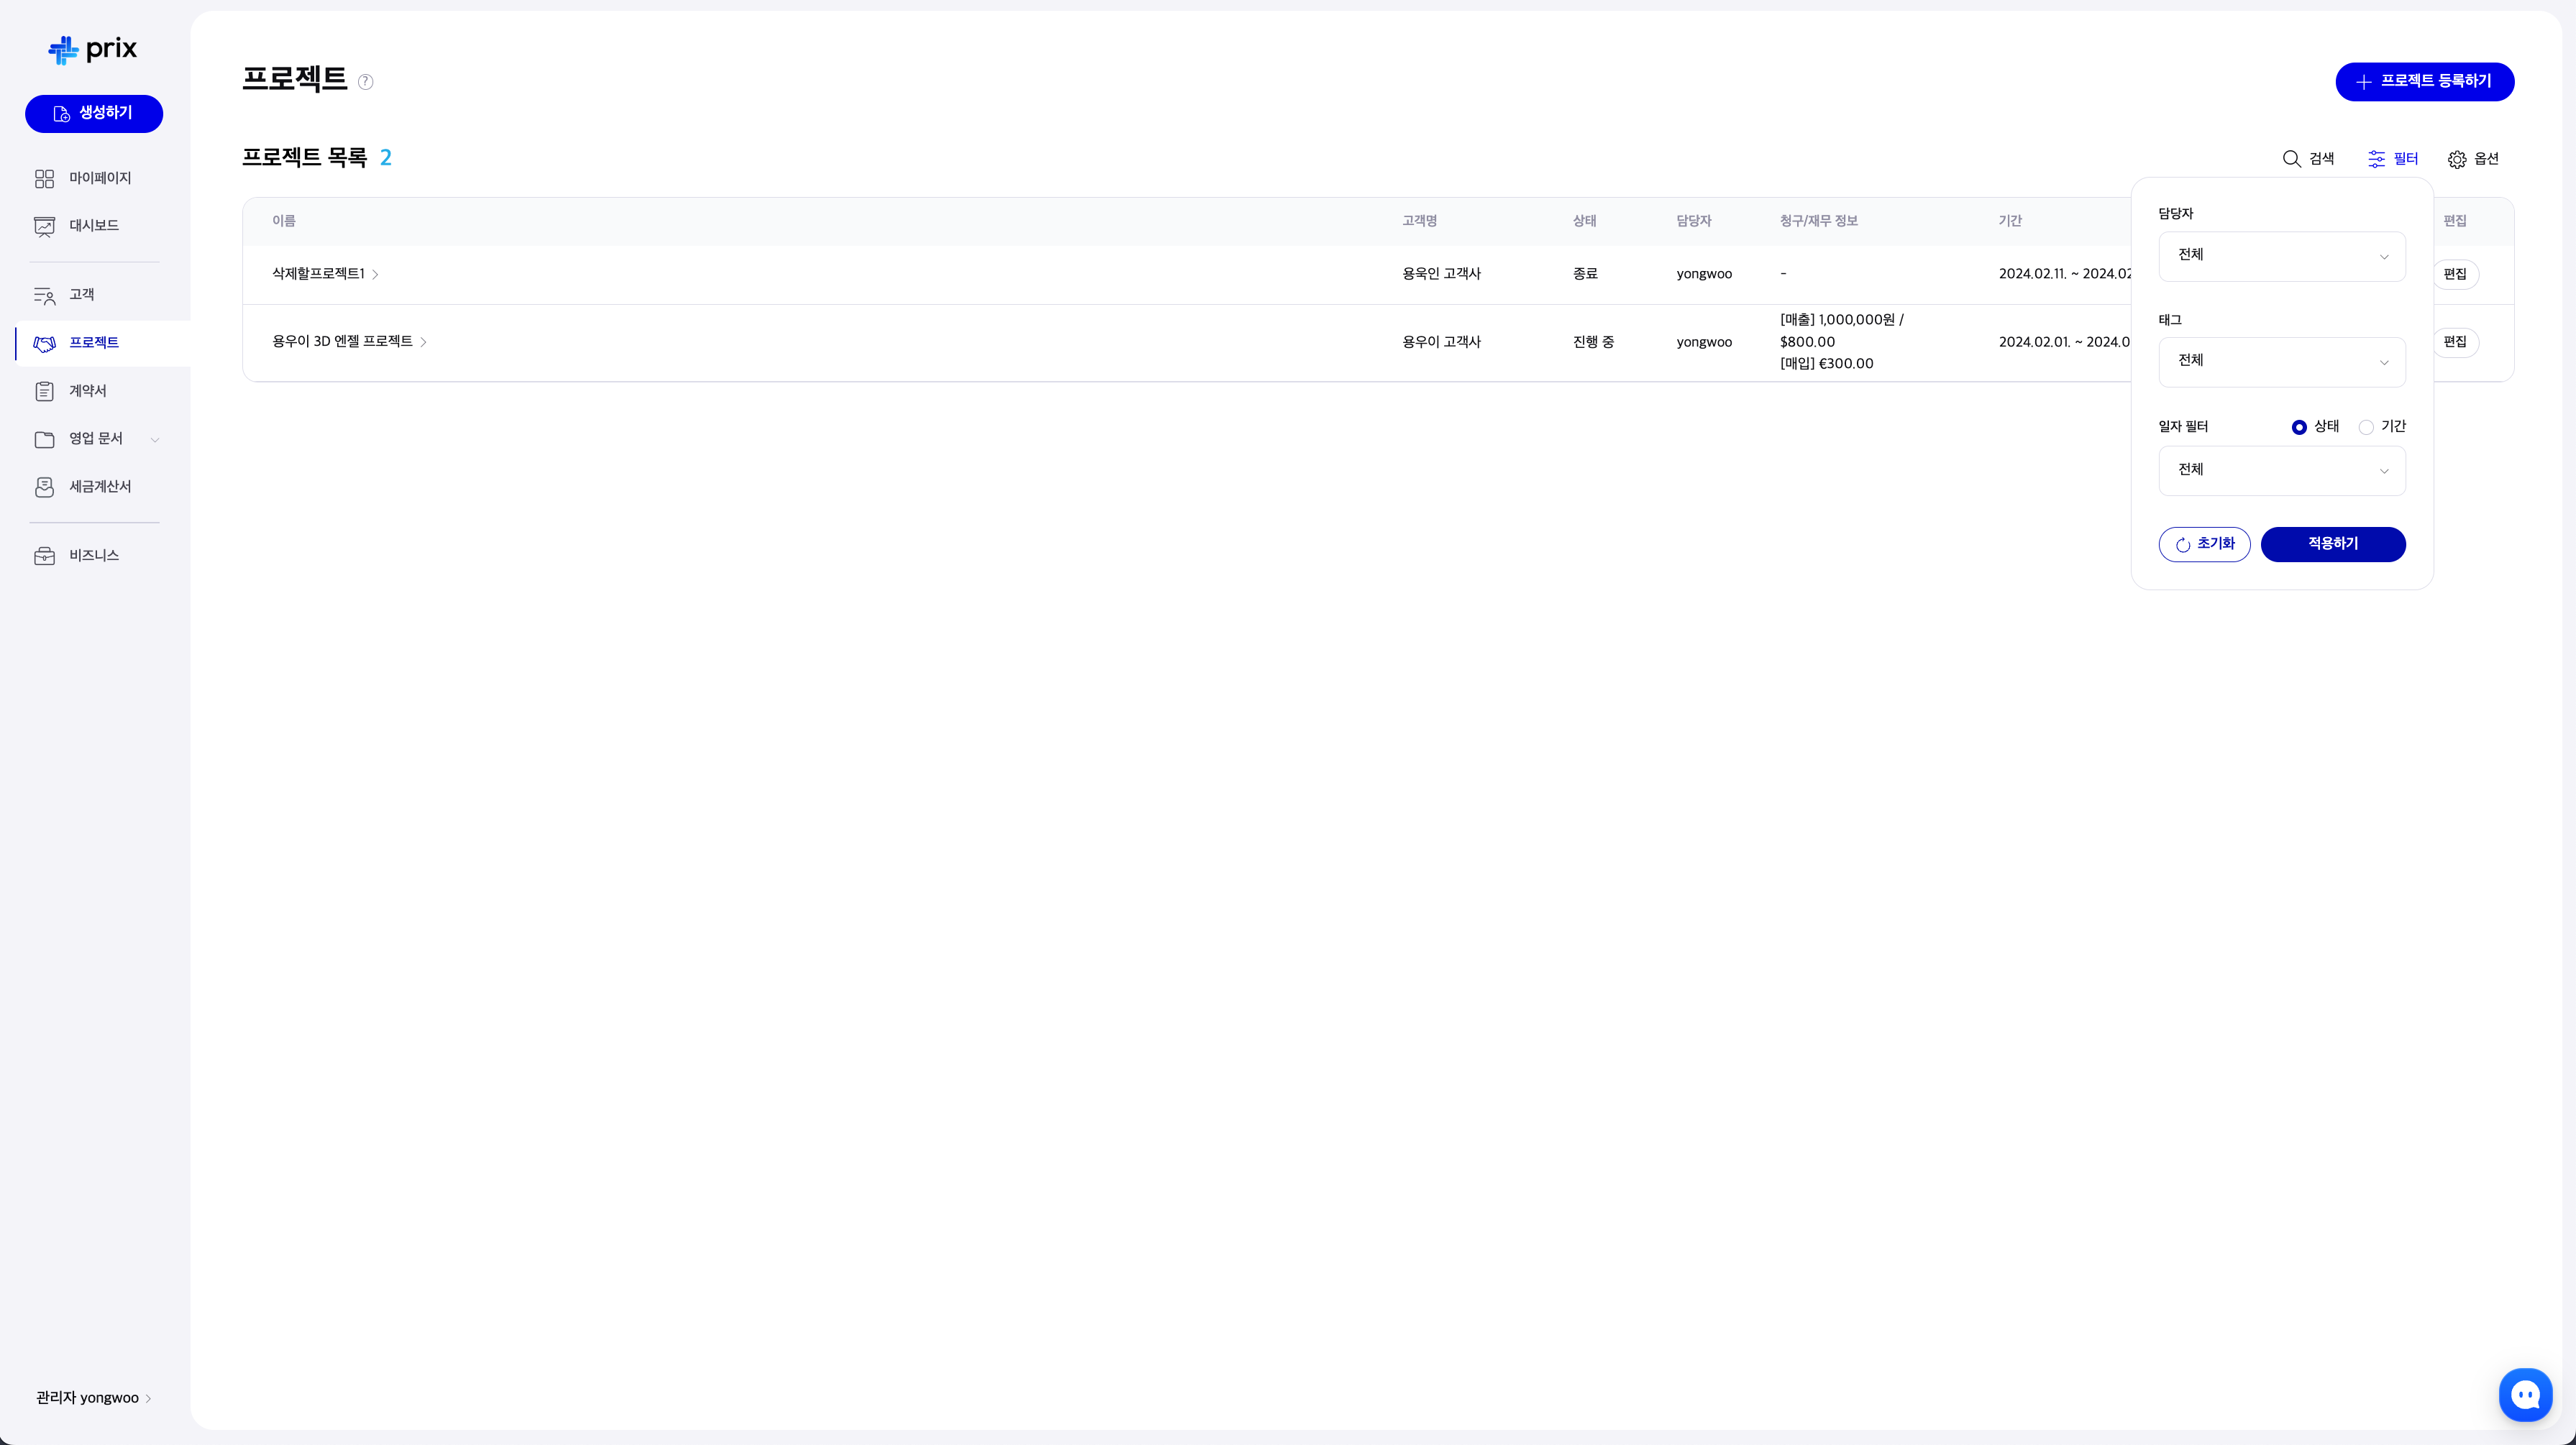 prix
생성하기
마이페이지
대시보드
고객
프로젝트
계약서
영업 문서
세금계산서
비즈니스
관리자 yongwoo
프로젝트 ?
프로젝트 등록하기
프로젝트 목록 2
검색 필터 옵션
이름 고객명 상태 담당자 청구/재무 정보 기간 편집
삭제할프로젝트1 용욱인 고객사 종료 yongwoo - 2024.02.11. ~ 2024.02 편집
용우이 3D 엔젤 프로젝트 용우이 고객사 진행 중 yongwoo [매출] 1,000,000원 /
$800.00
[매입] €300.00
2024.02.01. ~ 2024.0 편집
담당자
전체
태그
전체
일자 필터 상태 기간
전체
초기화 적용하기